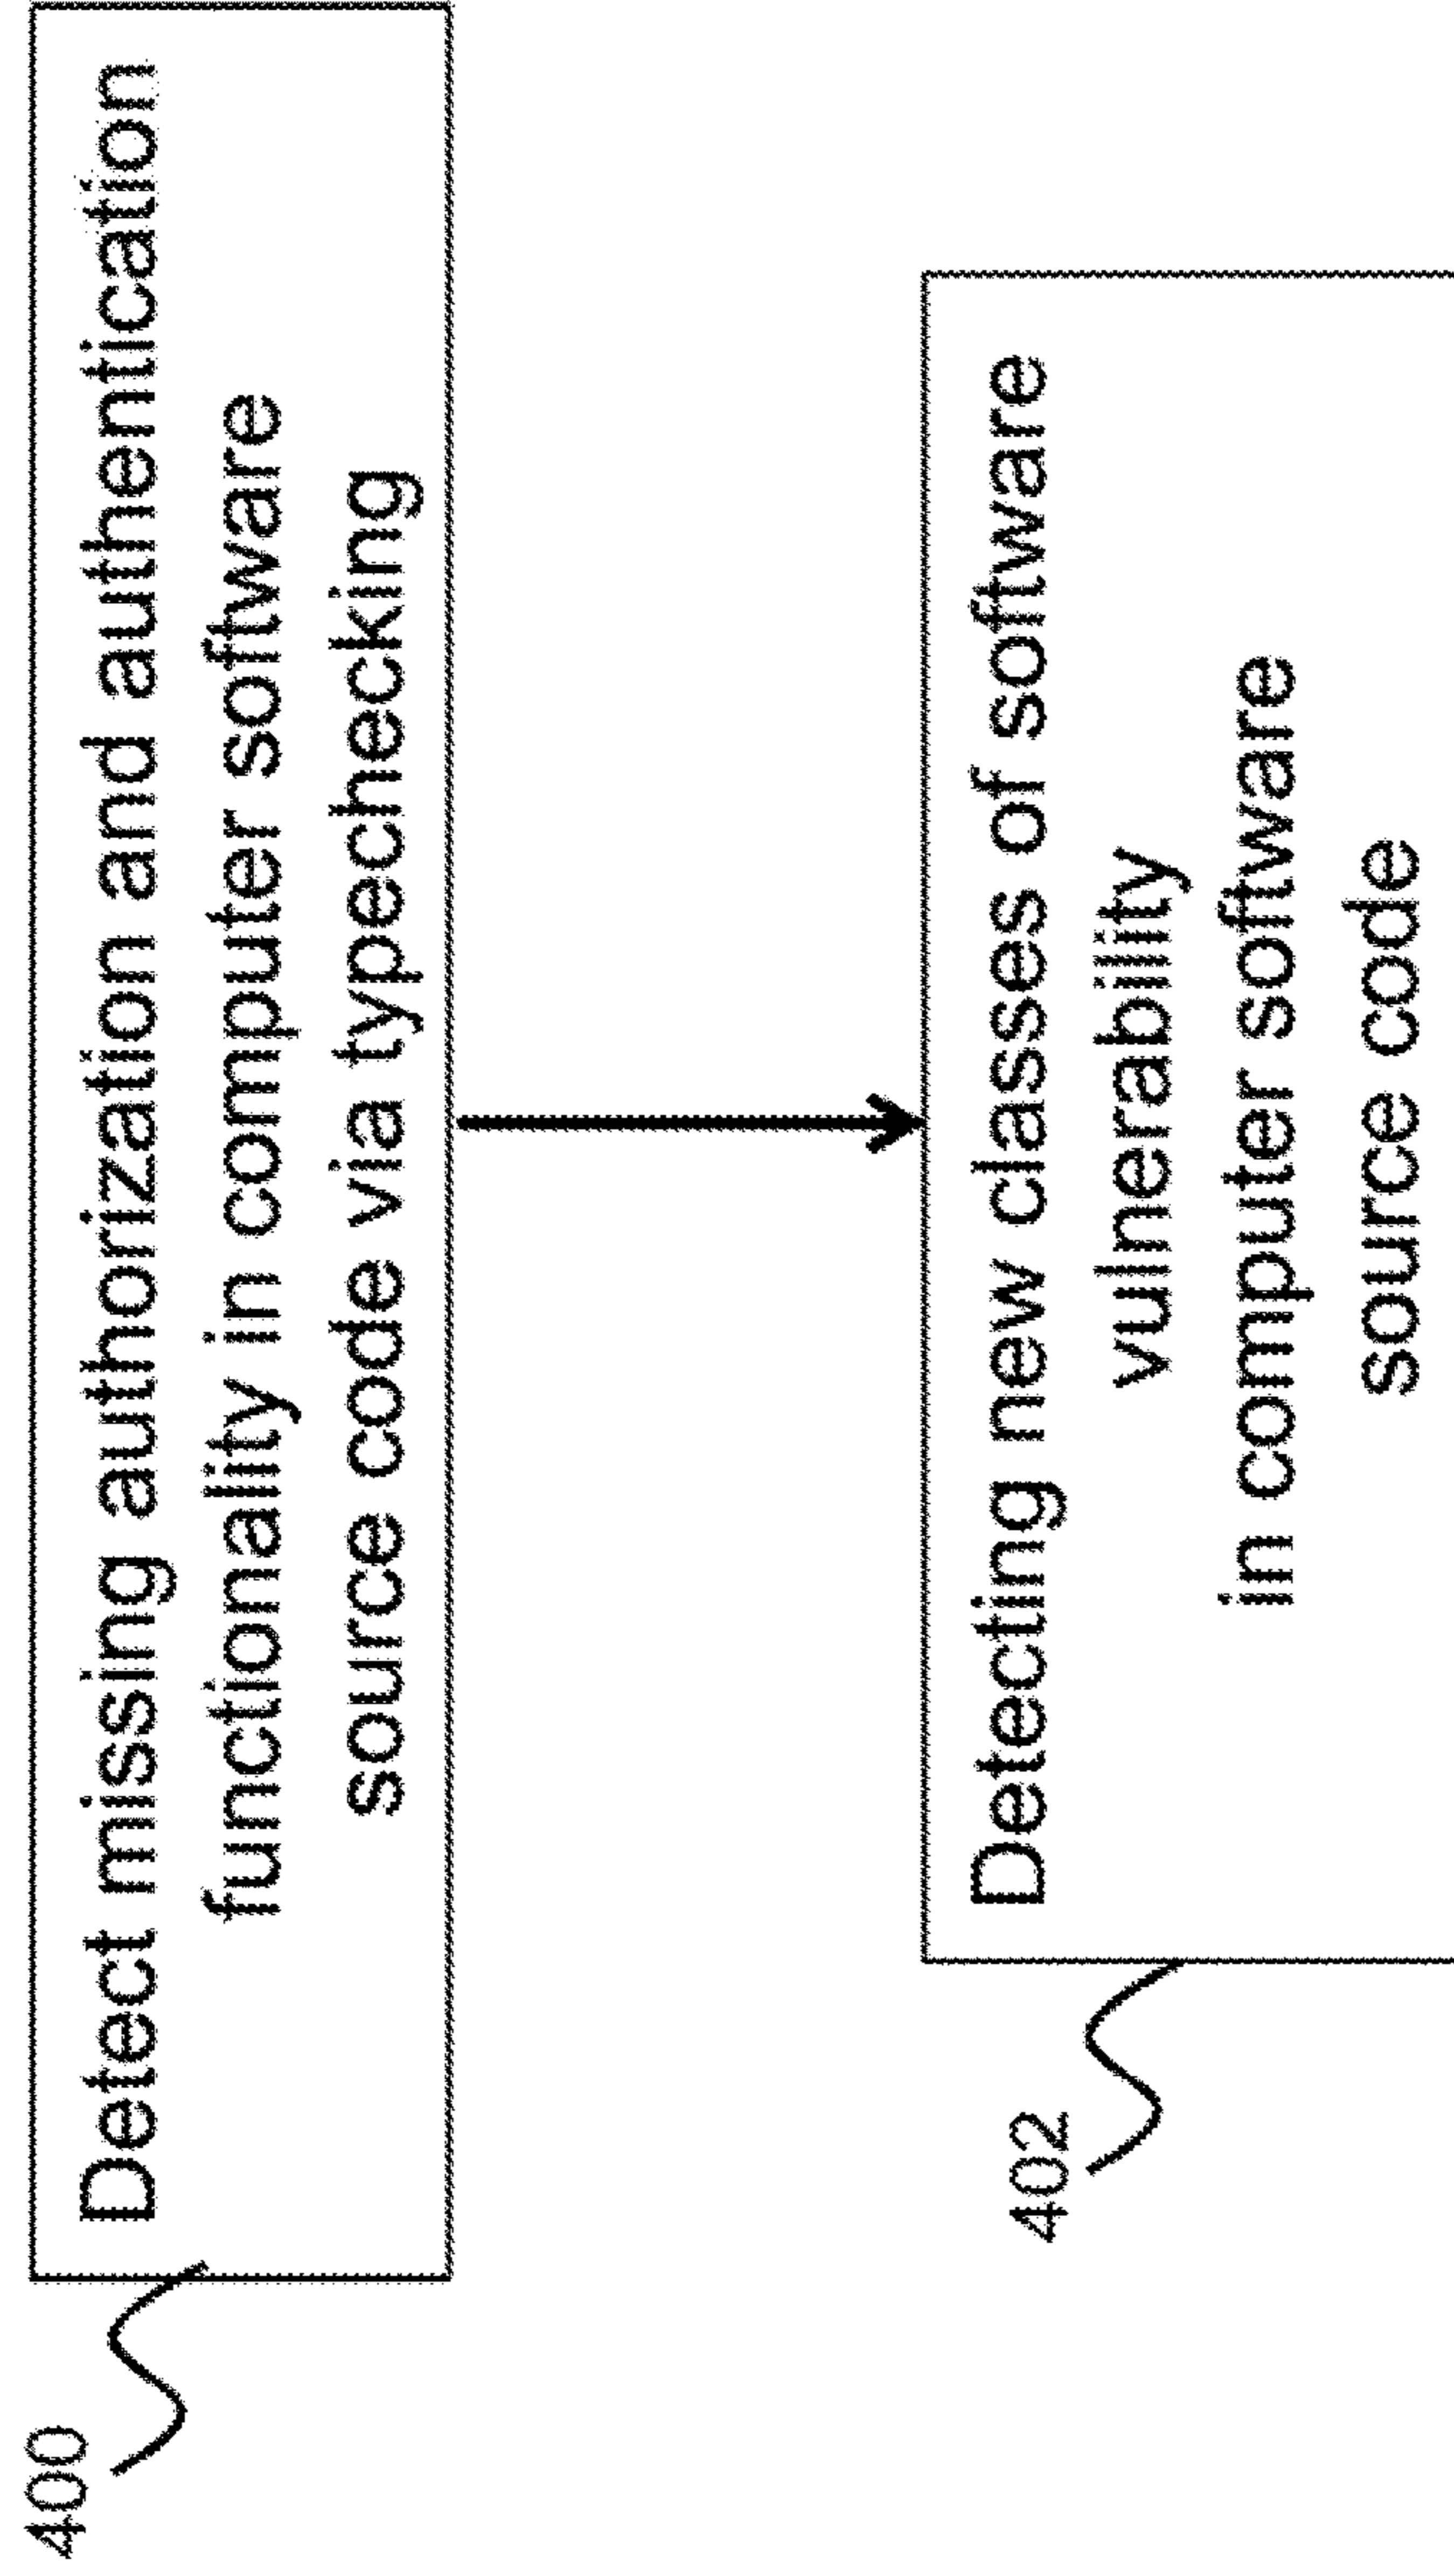 400
Detect missing authorization and authentication
functionality in computer software
source code via typechecking
402
Detecting new classes of software
vulnerability
in computer software
source code